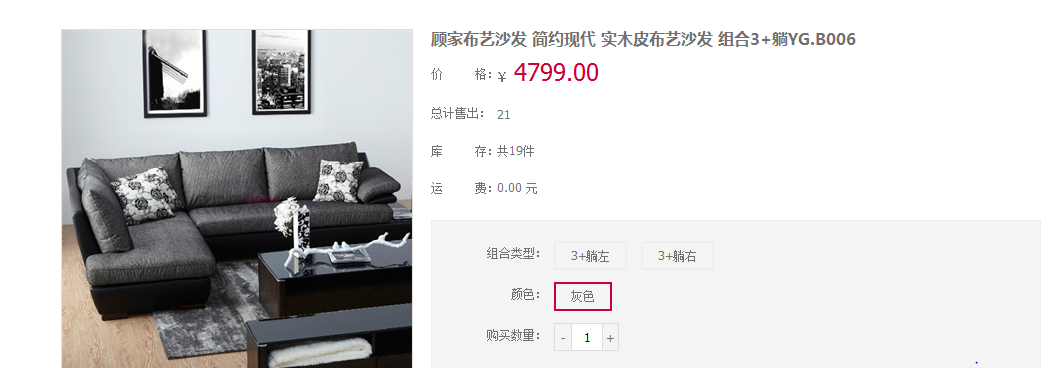 顾家布艺沙发 简约现代 实木皮布艺沙发 组合3+躺YG.B006
价 格：¥ 4799.00
总计售出： 21
库 存：共19件
运 费：0.00 元
组合类型： 3+躺左 3+躺右
颜色： 灰色
购买数量： - 1 +